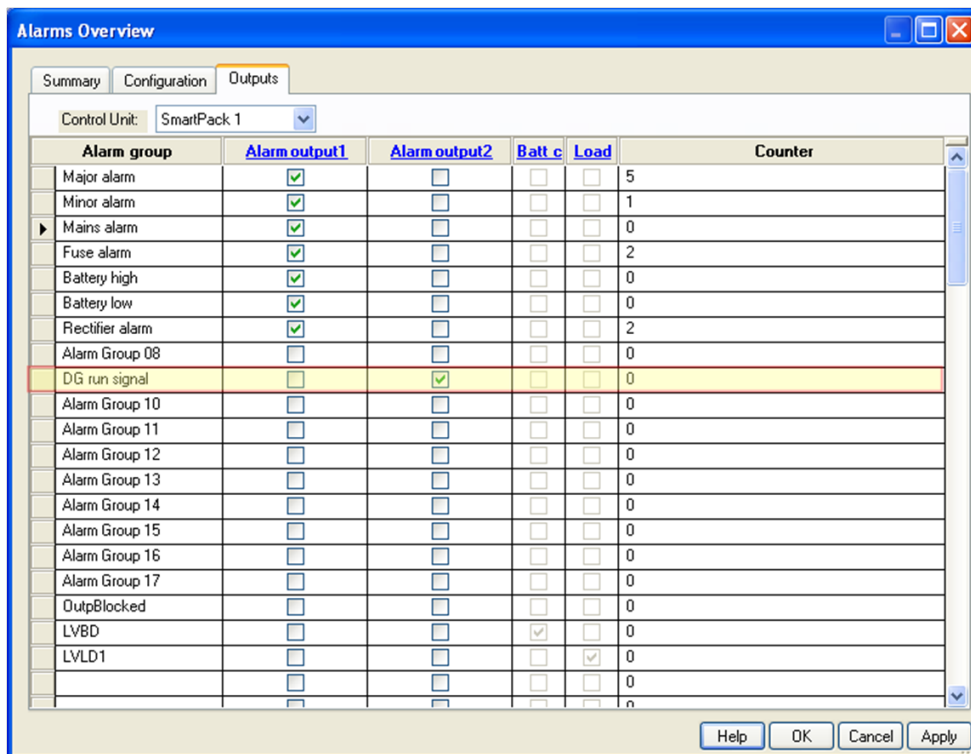 Alarms Overview
Summary Configuration Outputs
Control Unit: SmartPack 1
Alarm group Alarm output1 Alarm output2 Batt c Load Counter
Major alarm 5
Minor alarm 1
Mains alarm 0
Fuse alarm 2
Battery high 0
Battery low 0
Rectifier alarm 2
Alarm Group 08 0
DG run signal 0
Alarm Group 10 0
Alarm Group 11 0
Alarm Group 12 0
Alarm Group 13 0
Alarm Group 14 0
Alarm Group 15 0
Alarm Group 16 0
Alarm Group 17 0
OutpBlocked 0
LVBD 0
LVLD1 0
0
0
Help OK Cancel Apply